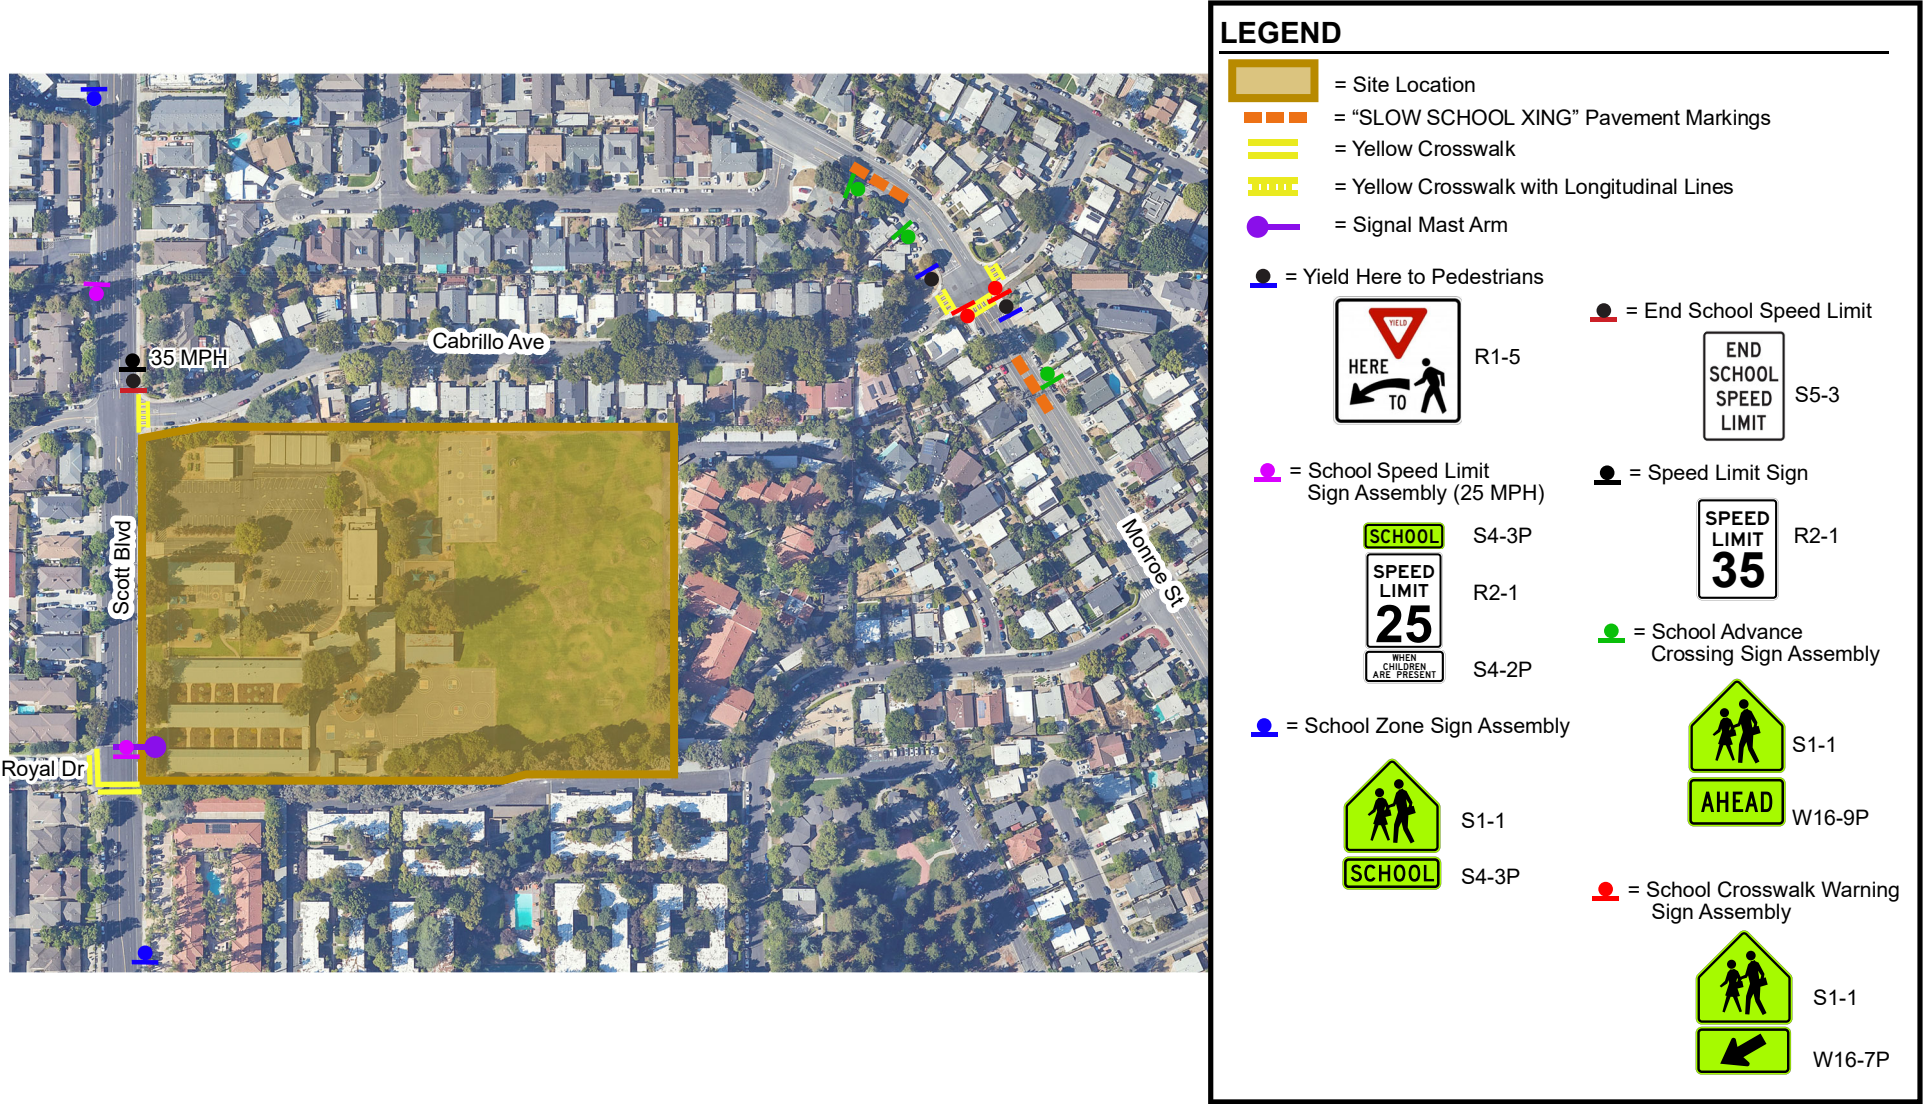 35 MPH
Cabrillo Ave
Scott Blvd
Monroe St
Royal Dr
LEGEND
= Site Location
= “SLOW SCHOOL XING” Pavement Markings
= Yellow Crosswalk
= Yellow Crosswalk with Longitudinal Lines
= Signal Mast Arm
= Yield Here to Pedestrians
YIELD
HERE
TO
R1-5
= End School Speed Limit
END
SCHOOL
SPEED
LIMIT
S5-3
= School Speed Limit
Sign Assembly (25 MPH)
SCHOOL
S4-3P
SPEED
LIMIT
25
R2-1
WHEN
CHILDREN
ARE PRESENT
S4-2P
= Speed Limit Sign
SPEED
LIMIT
35
R2-1
= School Advance
Crossing Sign Assembly
S1-1
AHEAD
W16-9P
= School Zone Sign Assembly
S1-1
SCHOOL
S4-3P
= School Crosswalk Warning
Sign Assembly
S1-1
W16-7P